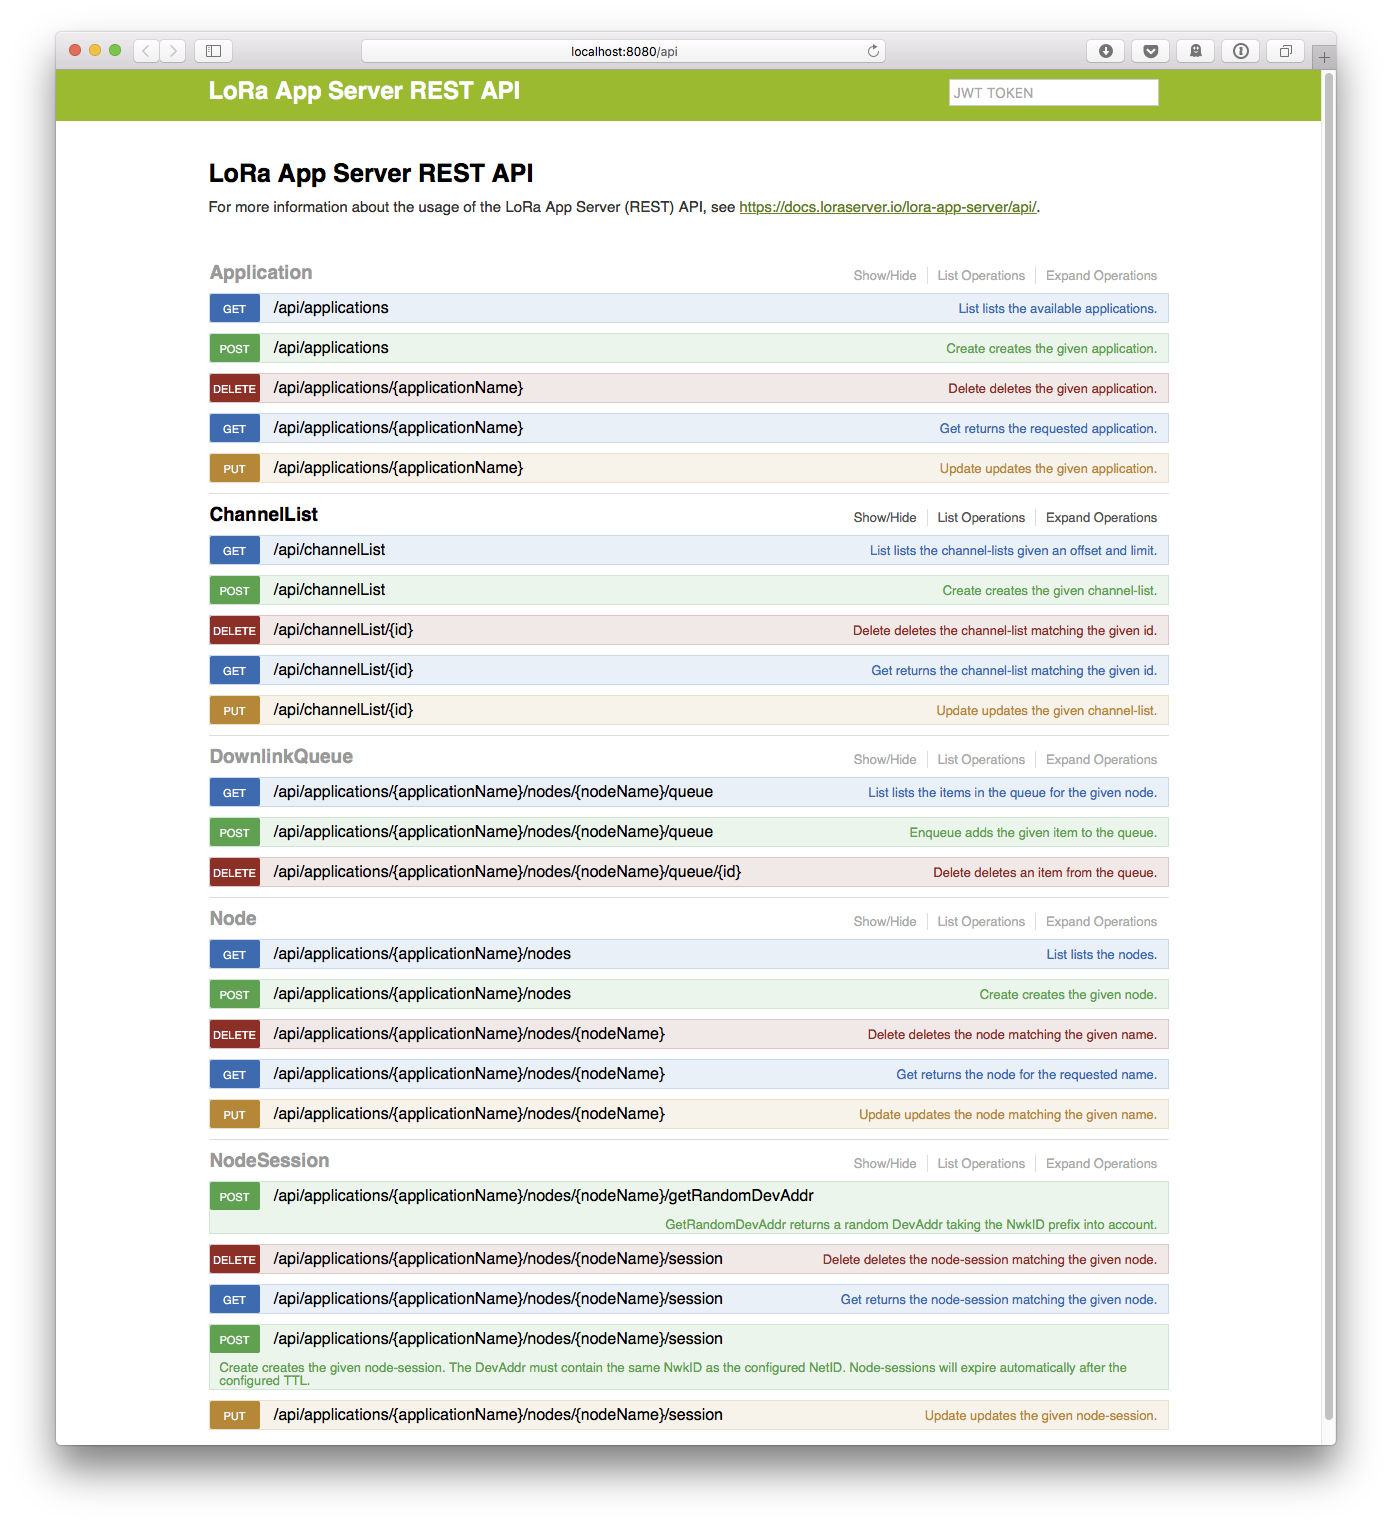 localhost:8080/api
LoRa App Server REST API
JWT TOKEN
LoRa App Server REST API
For more information about the usage of the LoRa App Server (REST) API, see https://docs.loraserver.io/lora-app-server/api/.
Application Show/Hide List Operations Expand Operations
GET /api/applications List lists the available applications.
POST /api/applications Create creates the given application.
DELETE /api/applications/{applicationName} Delete deletes the given application.
GET /api/applications/{applicationName} Get returns the requested application.
PUT /api/applications/{applicationName} Update updates the given application.
ChannelList Show/Hide List Operations Expand Operations
GET /api/channelList List lists the channel-lists given an offset and limit.
POST /api/channelList Create creates the given channel-list.
DELETE /api/channelList/{id} Delete deletes the channel-list matching the given id.
GET /api/channelList/{id} Get returns the channel-list matching the given id.
PUT /api/channelList/{id} Update updates the given channel-list.
DownlinkQueue Show/Hide List Operations Expand Operations
GET /api/applications/{applicationName}/nodes/{nodeName}/queue List lists the items in the queue for the given node.
POST /api/applications/{applicationName}/nodes/{nodeName}/queue Enqueue adds the given item to the queue.
DELETE /api/applications/{applicationName}/nodes/{nodeName}/queue/{id} Delete deletes an item from the queue.
Node Show/Hide List Operations Expand Operations
GET /api/applications/{applicationName}/nodes List lists the nodes.
POST /api/applications/{applicationName}/nodes Create creates the given node.
DELETE /api/applications/{applicationName}/nodes/{nodeName} Delete deletes the node matching the given name.
GET /api/applications/{applicationName}/nodes/{nodeName} Get returns the node for the requested name.
PUT /api/applications/{applicationName}/nodes/{nodeName} Update updates the node matching the given name.
NodeSession Show/Hide List Operations Expand Operations
POST /api/applications/{applicationName}/nodes/{nodeName}/getRandomDevAddr
GetRandomDevAddr returns a random DevAddr taking the NwkID prefix into account.
DELETE /api/applications/{applicationName}/nodes/{nodeName}/session Delete deletes the node-session matching the given node.
GET /api/applications/{applicationName}/nodes/{nodeName}/session Get returns the node-session matching the given node.
POST /api/applications/{applicationName}/nodes/{nodeName}/session
Create creates the given node-session. The DevAddr must contain the same NwkID as the configured NetID. Node-sessions will expire automatically after the
configured TTL.
PUT /api/applications/{applicationName}/nodes/{nodeName}/session Update updates the given node-session.